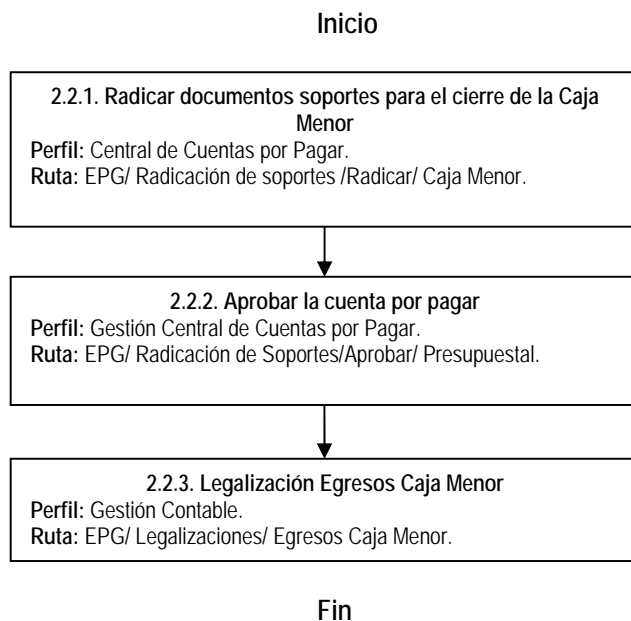 Inicio
2.2.1. Radicar documentos soportes para el cierre de la Caja
Menor
Perfil: Central de Cuentas por Pagar.
Ruta: EPG/ Radicación de soportes /Radicar/ Caja Menor.
2.2.2. Aprobar la cuenta por pagar
Perfil: Gestión Central de Cuentas por Pagar.
Ruta: EPG/ Radicación de Soportes/Aprobar/ Presupuestal.
2.2.3. Legalización Egresos Caja Menor
Perfil: Gestión Contable.
Ruta: EPG/ Legalizaciones/ Egresos Caja Menor.
Fin